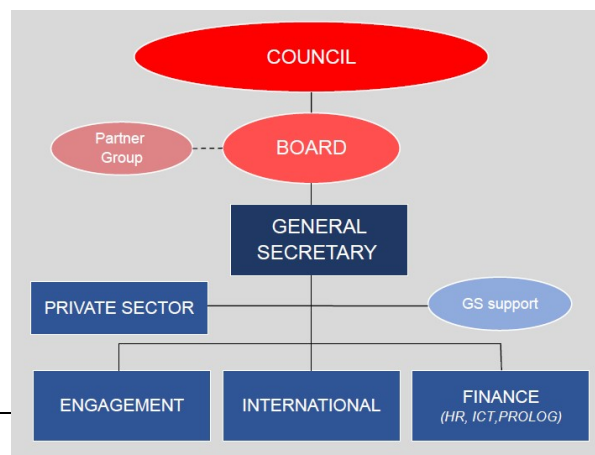 COUNCIL
Partner
Group
BOARD
GENERAL
SECRETARY
PRIVATE SECTOR
GS support
ENGAGEMENT
INTERNATIONAL
FINANCE
(HR, ICT,PROLOG)